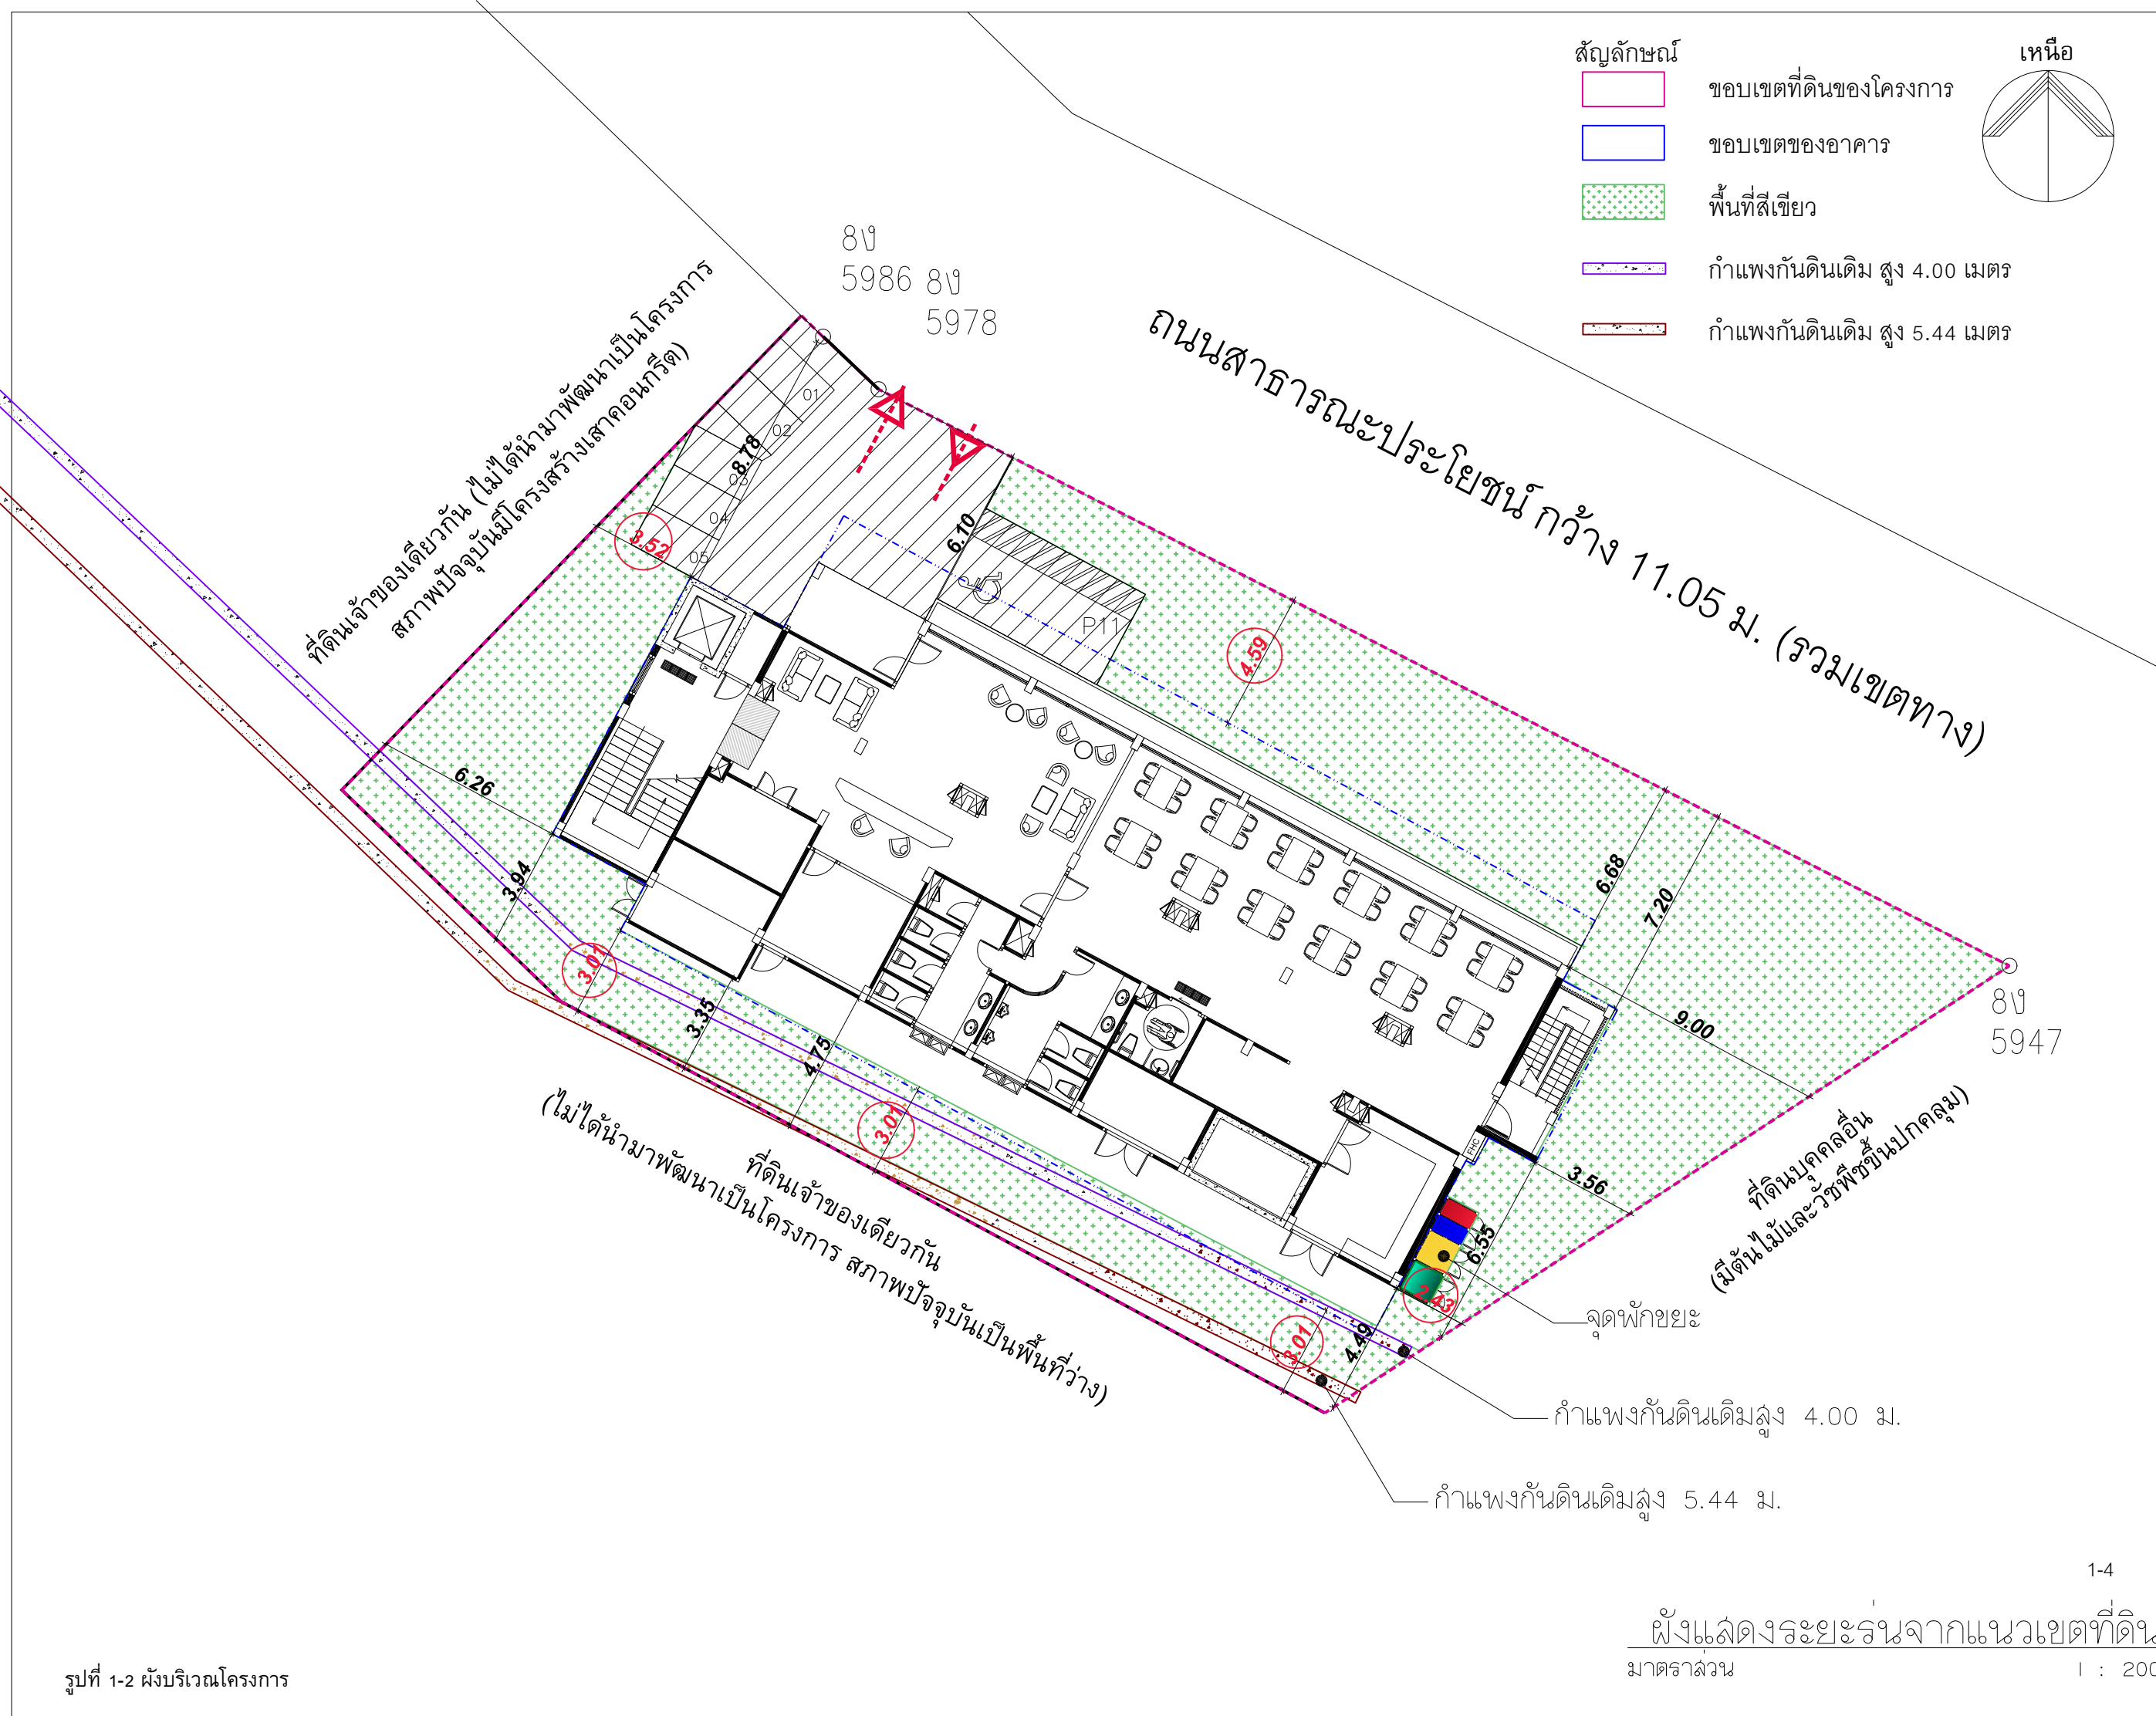 สัญลักษณ์
เหนือ
ขอบเขตที่ดินของโครงการ
ขอบเขตของอาคาร
พื้นที่สีเขียว
กำแพงกันดินเดิม สูง 4.00 เมตร
กำแพงกันดินเดิม สูง 5.44 เมตร
8ง
5986
8ง
5978
ถนนสาธารณะประโยชน์ กว้าง 11.05 ม. (รวมเขตทาง)
ที่ดินเจ้าของเดียวกัน (ไม่ได้นำมาพัฒนาเป็นโครงการ
สภาพปัจจุบันมีโครงสร้างเสาคอนกรีต)
01
02
03
04
05
8.78
3.52
6.10
P11
4.59
6.26
3.94
3.01
3.35
4.75
3.01
6.68
7.20
9.00
8ง
5947
FHC
3.56
6.55
2.43
3.01
4.49
ที่ดินบุคคลอื่น
(มีต้นไม้และวัชพืชขึ้นปกคลุม)
ที่ดินเจ้าของเดียวกัน
(ไม่ได้นำมาพัฒนาเป็นโครงการ สภาพปัจจุบันเป็นพื้นที่ว่าง)
จุดพักขยะ
กำแพงกันดินเดิมสูง 4.00 ม.
กำแพงกันดินเดิมสูง 5.44 ม.
1-4
ผังแสดงระยะร่นจากแนวเขตที่ดิน
มาตราส่วน 1 : 200
รูปที่ 1-2 ผังบริเวณโครงการ